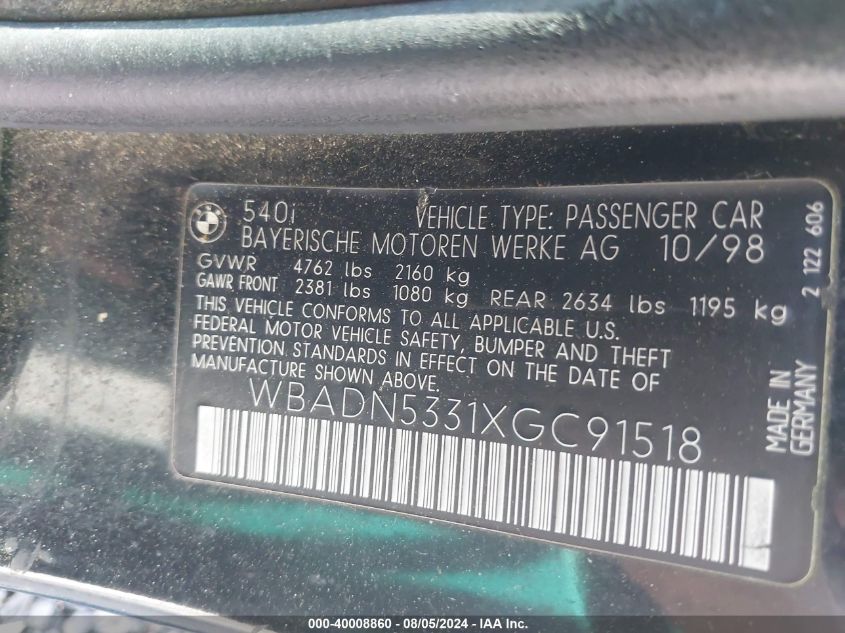 540i VEHICLE TYPE: PASSENGER CAR
BAYERISCHE MOTOREN WERKE AG 10/98
GVWR 4762 lbs 2160 kg
GAWR FRONT 2381 lbs 1080 kg REAR 2634 lbs 1195 kg
THIS VEHICLE CONFORMS TO ALL APPLICABLE U.S.
FEDERAL MOTOR VEHICLE SAFETY, BUMPER AND THEFT
PREVENTION STANDARDS IN EFFECT ON THE DATE OF
MANUFACTURE SHOWN ABOVE.
WBADN5331XGC91518
MADE IN
GERMANY
2 122 606
000-40008860 - 08/05/2024 - IAA Inc.